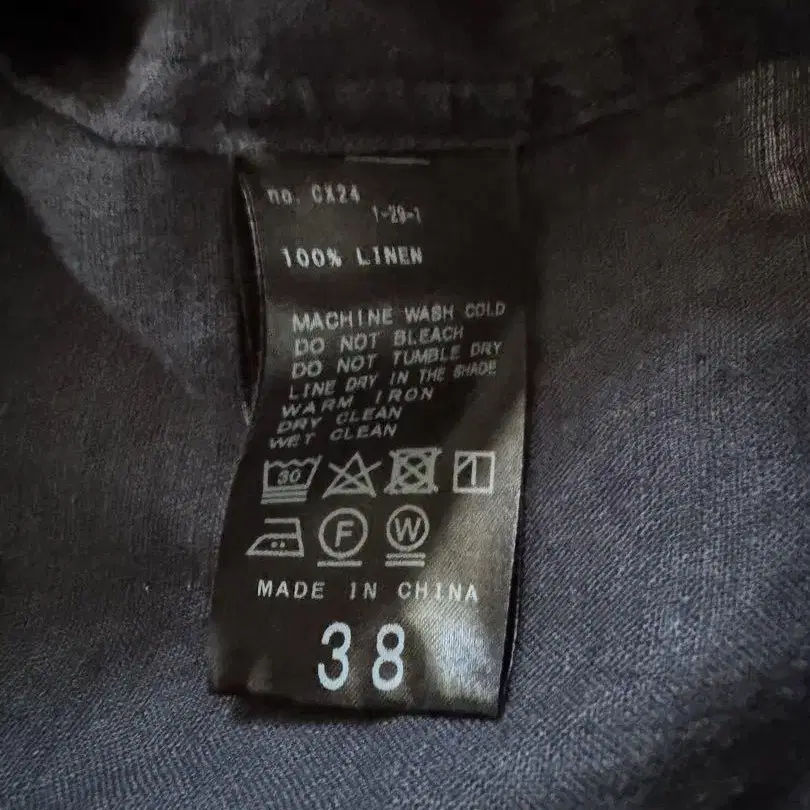 no. CX24
1-29-1
100% LINEN
MACHINE WASH COLD
DO NOT BLEACH
DO NOT TUMBLE DRY
LINE DRY IN THE SHADE
WARM IRON
DRY CLEAN
WET CLEAN
30
F W
MADE IN CHINA
38